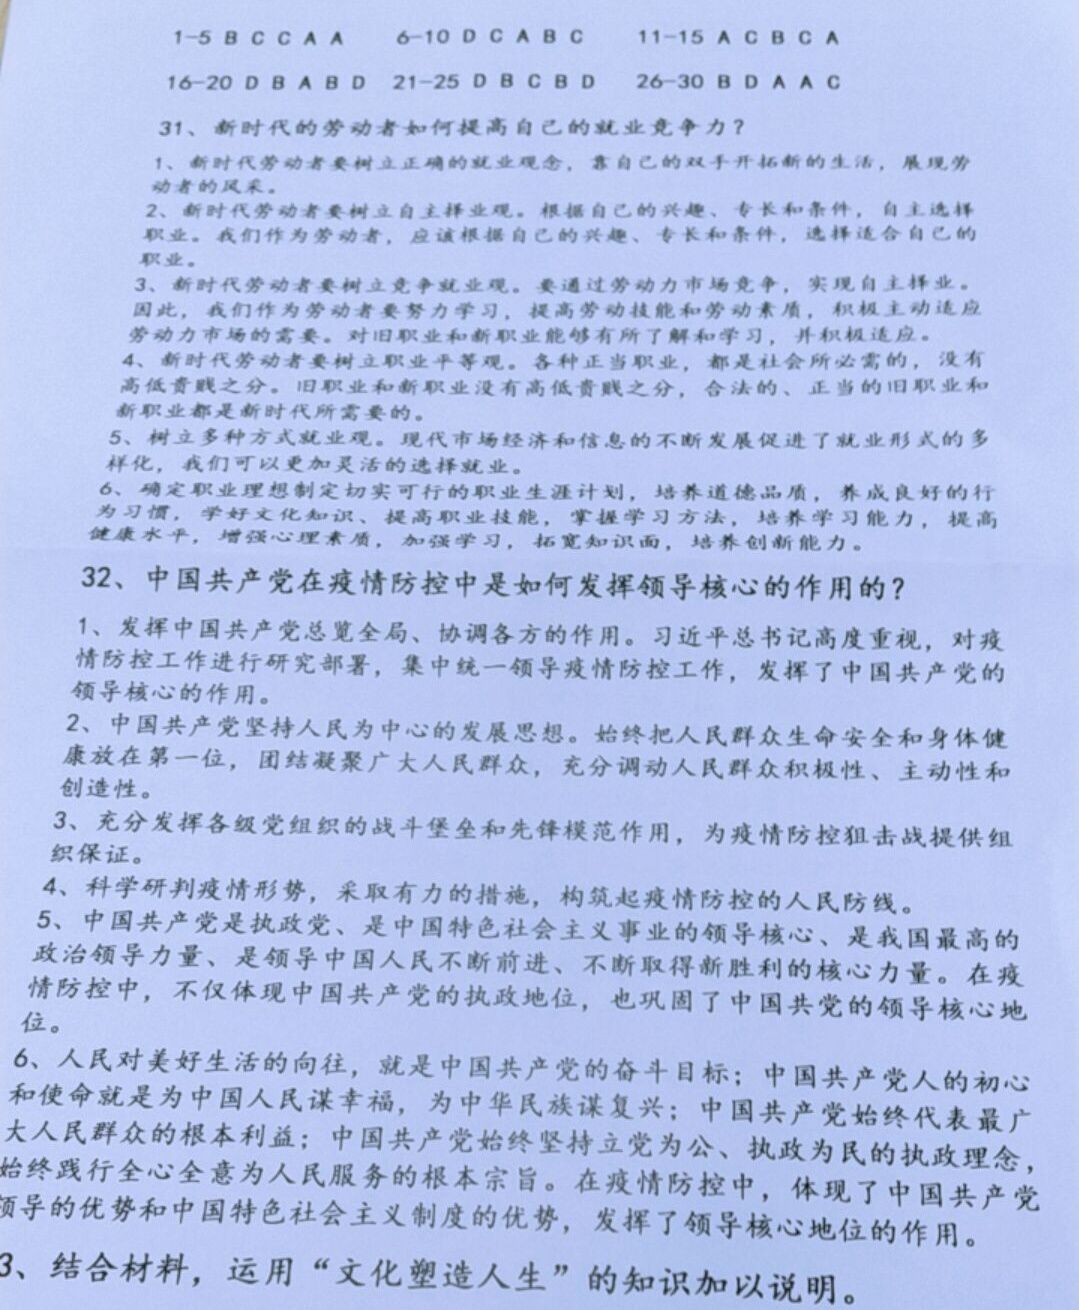 1-5 B C C A A 6-10 D C A B C 11-15 A C B C A
16-20 D B A B D 21-25 D B C B D 26-30 B D A A C
31、新时代的劳动者如何提高自己的就业竞争力？
1、新时代劳动者要树立正确的就业观念，靠自己的双手开拓新的生活，展现劳
动者的风采。
2、新时代劳动者要树立自主择业观。根据自己的兴趣、专长和条件，自主选择
职业。我们作为劳动者，应该根据自己的兴趣、专长和条件，选择适合自己的
职业。
3、新时代劳动者要树立竞争就业观。要通过劳动力市场竞争，实现自主择业。
因此，我们作为劳动者要努力学习，提高劳动技能和劳动素质，积极主动适应
劳动力市场的需要。对旧职业和新职业能够有所了解和学习，并积极适应。
4、新时代劳动者要树立职业平等观。各种正当职业，都是社会所必需的，没有
高低贵贱之分。旧职业和新职业没有高低贵贱之分，合法的、正当的旧职业和
新职业都是新时代所需要的。
5、树立多种方式就业观。现代市场经济和信息的不断发展促进了就业形式的多
样化，我们可以更加灵活的选择就业。
6、确定职业理想制定切实可行的职业生涯计划，培养道德品质，养成良好的行
为习惯，学好文化知识、提高职业技能，掌握学习方法，培养学习能力，提高
健康水平，增强心理素质，加强学习，拓宽知识面，培养创新能力。
32、中国共产党在疫情防控中是如何发挥领导核心的作用的？
1、发挥中国共产党总览全局、协调各方的作用。习近平总书记高度重视，对疫
情防控工作进行研究部署，集中统一领导疫情防控工作，发挥了中国共产党的
领导核心的作用。
2、中国共产党坚持人民为中心的发展思想。始终把人民群众生命安全和身体健
康放在第一位，团结凝聚广大人民群众，充分调动人民群众积极性、主动性和
创造性。
3、充分发挥各级党组织的战斗堡垒和先锋模范作用，为疫情防控狙击战提供组
织保证。
4、科学研判疫情形势，采取有力的措施，构筑起疫情防控的人民防线。
5、中国共产党是执政党、是中国特色社会主义事业的领导核心、是我国最高的
政治领导力量、是领导中国人民不断前进、不断取得新胜利的核心力量。在疫
情防控中，不仅体现中国共产党的执政地位，也巩固了中国共党的领导核心地
位。
6、人民对美好生活的向往，就是中国共产党的奋斗目标；中国共产党人的初心
和使命就是为中国人民谋幸福，为中华民族谋复兴；中国共产党始终代表最广
大人民群众的根本利益；中国共产党始终坚持立党为公、执政为民的执政理念，
始终践行全心全意为人民服务的根本宗旨。在疫情防控中，体现了中国共产党
领导的优势和中国特色社会主义制度的优势，发挥了领导核心地位的作用。
3、结合材料，运用“文化塑造人生”的知识加以说明。